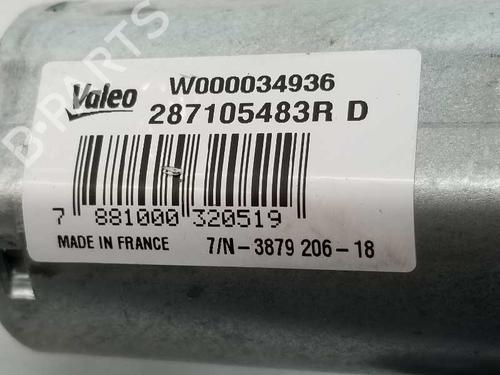 B-PARTS
Valeo
W000034936
287105483R D
7 881000 320519
MADE IN FRANCE 7/N-3879 206-18